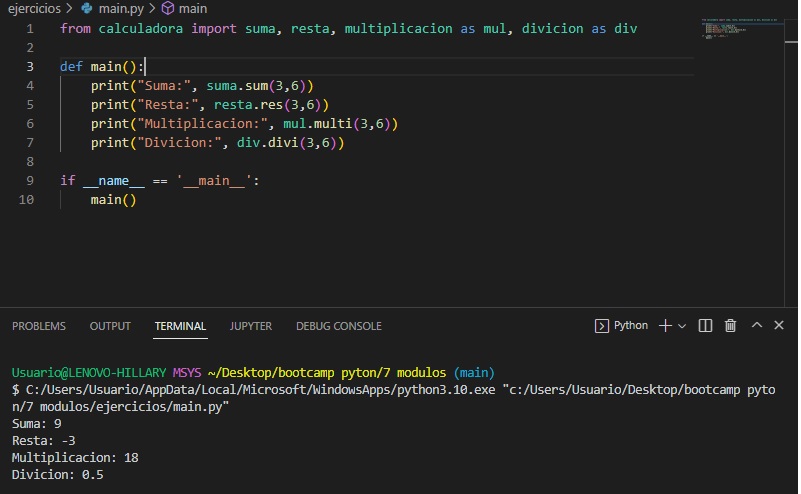 ejercicios > main.py > main
1 from calculadora import suma, resta, multiplicacion as mul, divicion as div
2
3 def main():
4 print("Suma:", suma.sum(3,6))
5 print("Resta:", resta.res(3,6))
6 print("Multiplicacion:", mul.multi(3,6))
7 print("Divicion:", div.divi(3,6))
8
9 if __name__ == '__main__':
10 main()
PROBLEMS OUTPUT TERMINAL JUPYTER DEBUG CONSOLE Python
Usuario@LENOVO-HILLARY MSYS ~/Desktop/bootcamp pyton/7 modulos (main)
$ C:/Users/Usuario/AppData/Local/Microsoft/WindowsApps/python3.10.exe "c:/Users/Usuario/Desktop/bootcamp pyto
n/7 modulos/ejercicios/main.py"
Suma: 9
Resta: -3
Multiplicacion: 18
Divicion: 0.5